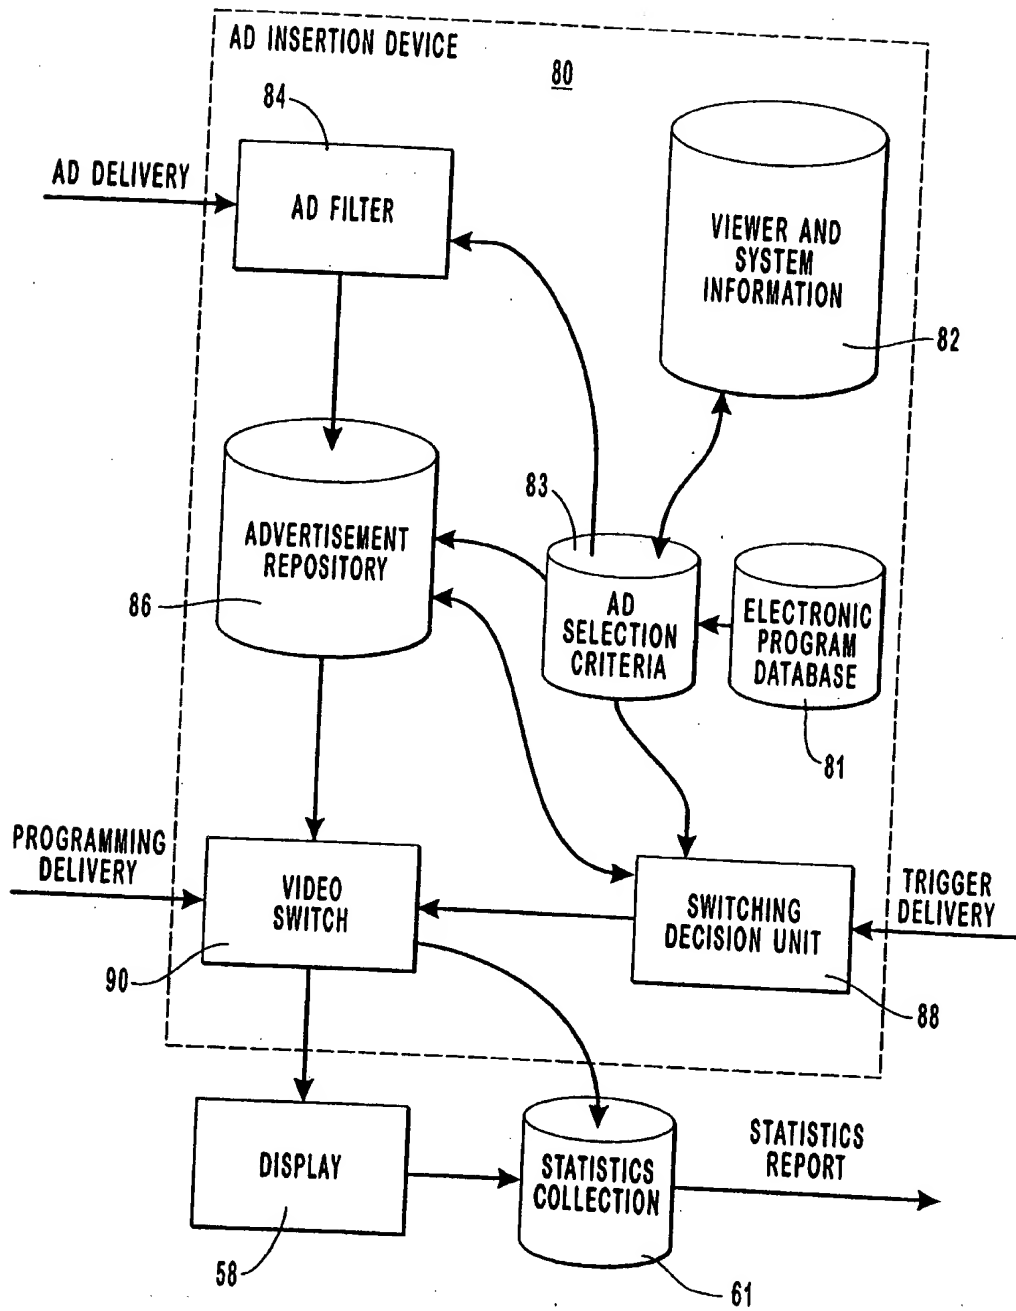 AD INSERTION DEVICE
80
84
AD DELIVERY
AD FILTER
VIEWER AND
SYSTEM
INFORMATION
82
83
ADVERTISEMENT
REPOSITORY
86
AD
SELECTION
CRITERIA
ELECTRONIC
PROGRAM
DATABASE
81
PROGRAMMING
DELIVERY
VIDEO
SWITCH
90
SWITCHING
DECISION UNIT
88
TRIGGER
DELIVERY
DISPLAY
58
STATISTICS
COLLECTION
61
STATISTICS
REPORT